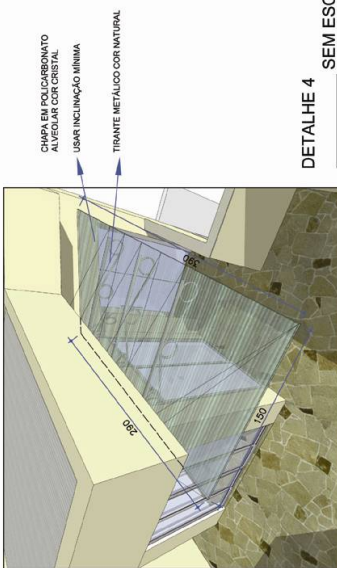 CHAPA EM POLICARBONATO
ALVEOLAR COR CRISTAL
USAR INCLINAÇÃO MÍNIMA
TIRANTE METÁLICO COR NATURAL
390
290
150
DETALHE 4
SEM ESC